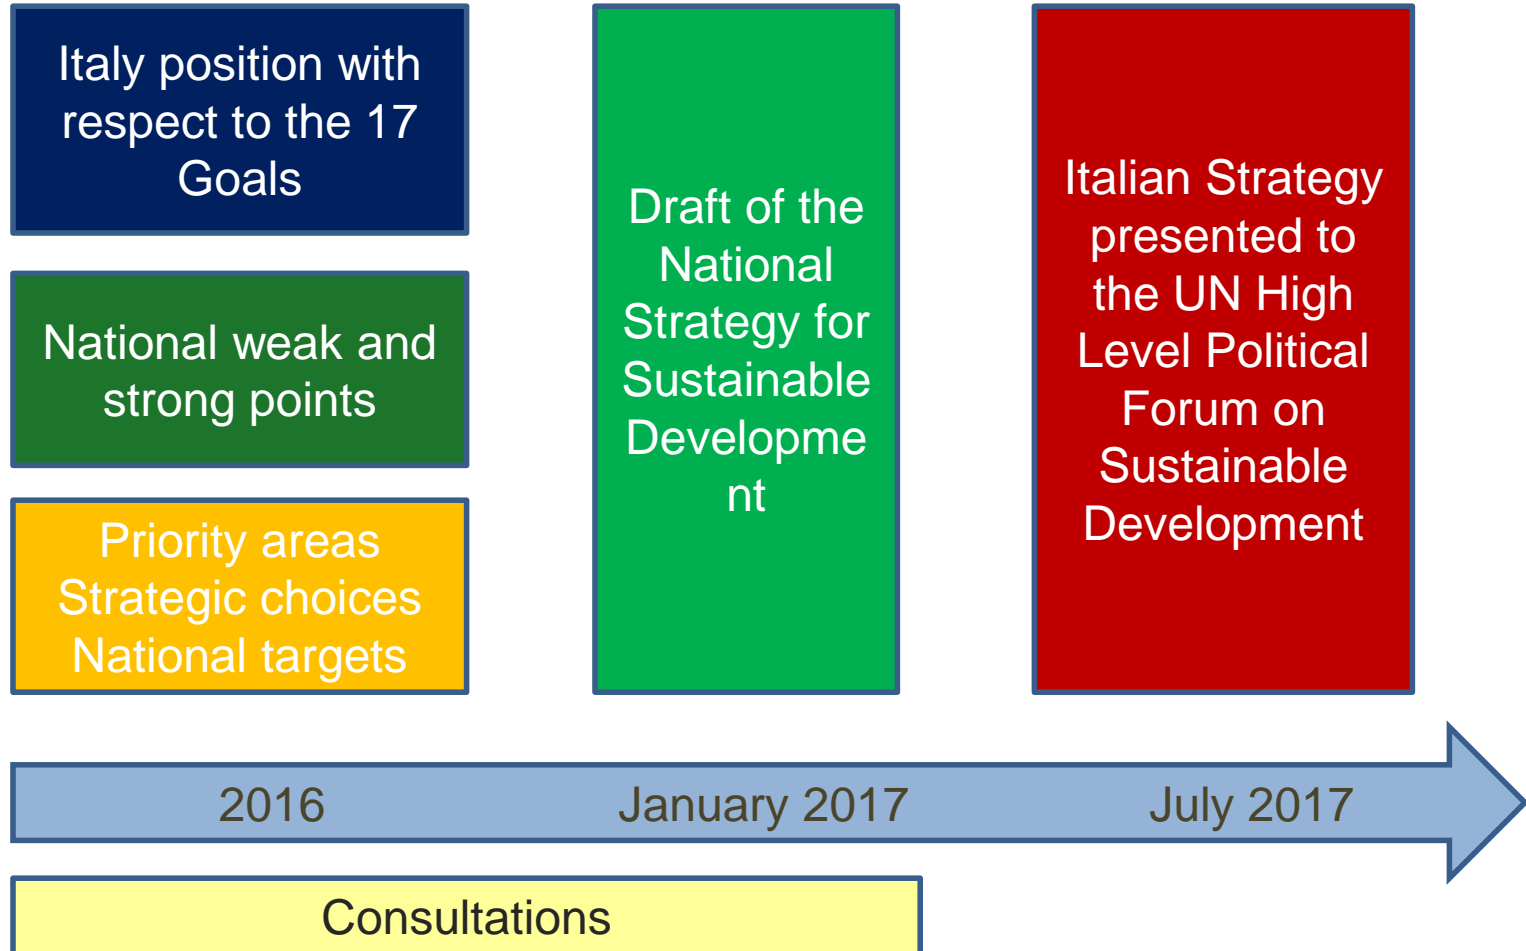 Italy position with
respect to the 17
Goals
National weak and
strong points
Priority areas
Strategic choices
National targets
Draft of the
National
Strategy for
Sustainable
Developme
nt
Italian Strategy
presented to
the UN High
Level Political
Forum on
Sustainable
Development
2016
January 2017
July 2017
Consultations